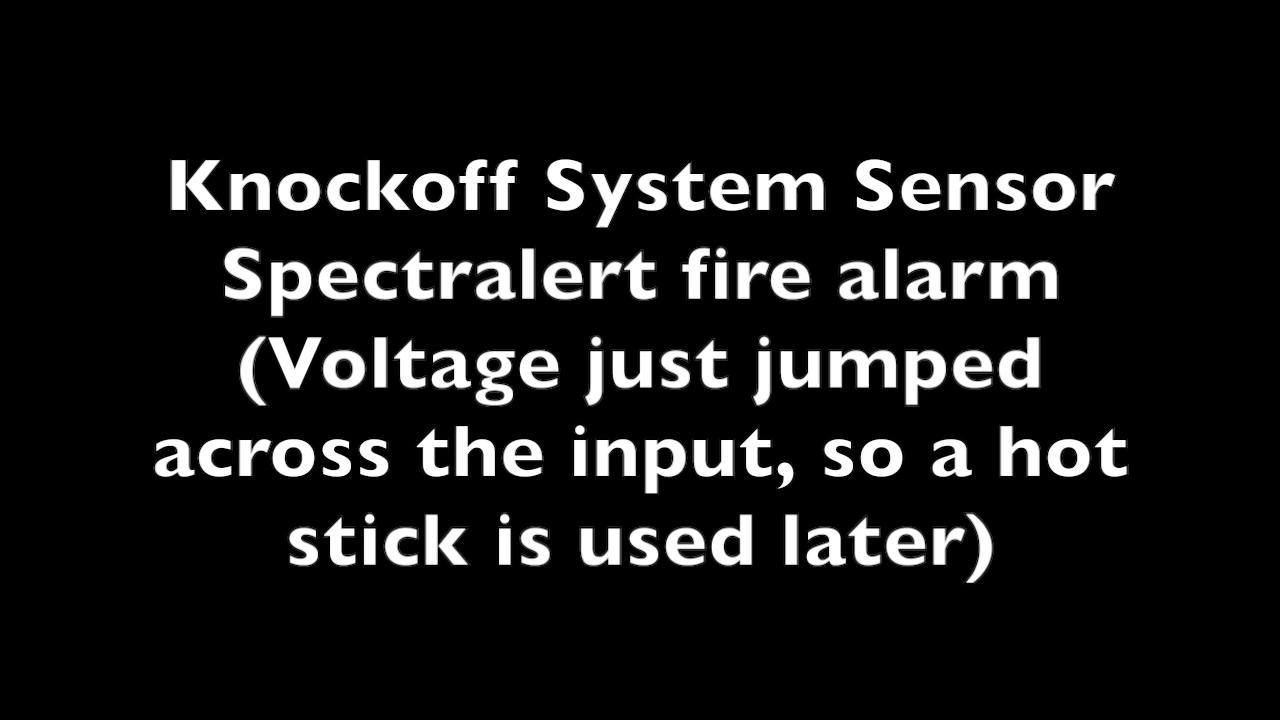 Knockoff System Sensor
Spectralert fire alarm
(Voltage just jumped
across the input, so a hot
stick is used later)